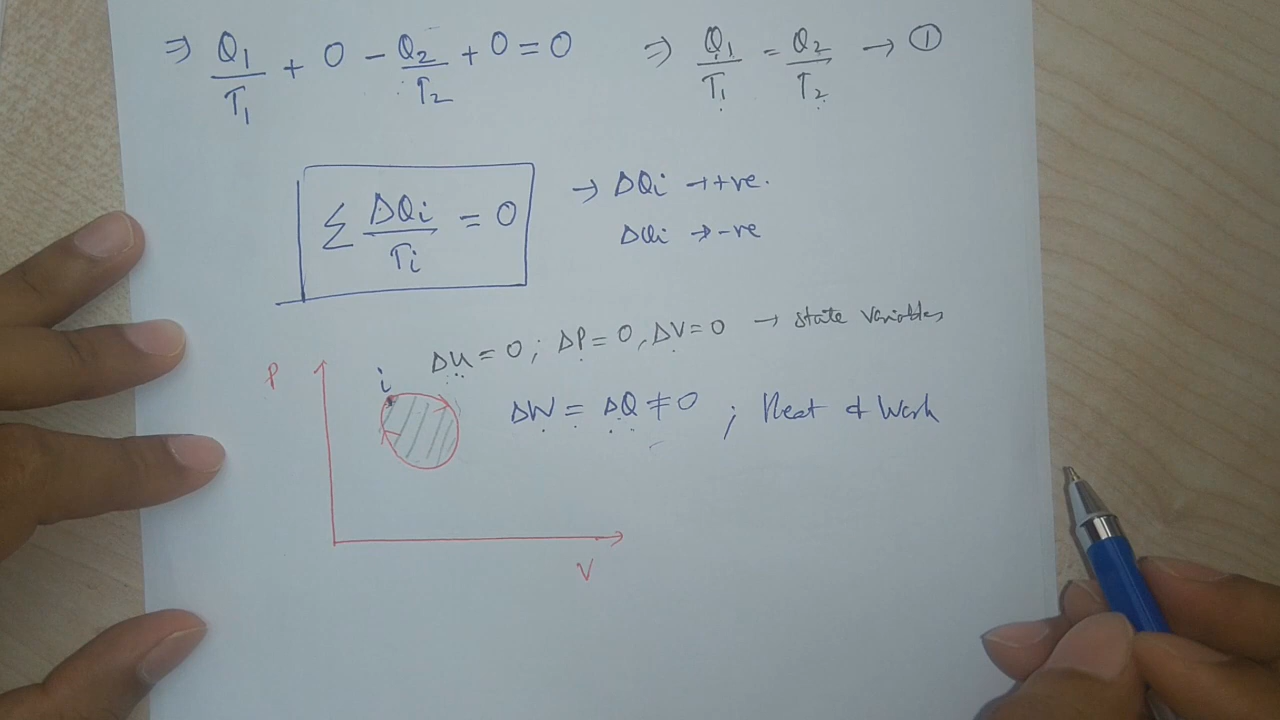 ⇒ Q₁/T₁ + 0 - Q₂/T₂ + 0 = 0 ⇒ Q₁/T₁ = Q₂/T₂ → ①
Σ ΔQi/Ti = 0 → ΔQi → +ve.
ΔQi → -ve
ΔU = 0 ; ΔP = 0 , ΔV = 0 → state variables
P
i
ΔW = ΔQ ≠ 0 ; Heat & Work
V